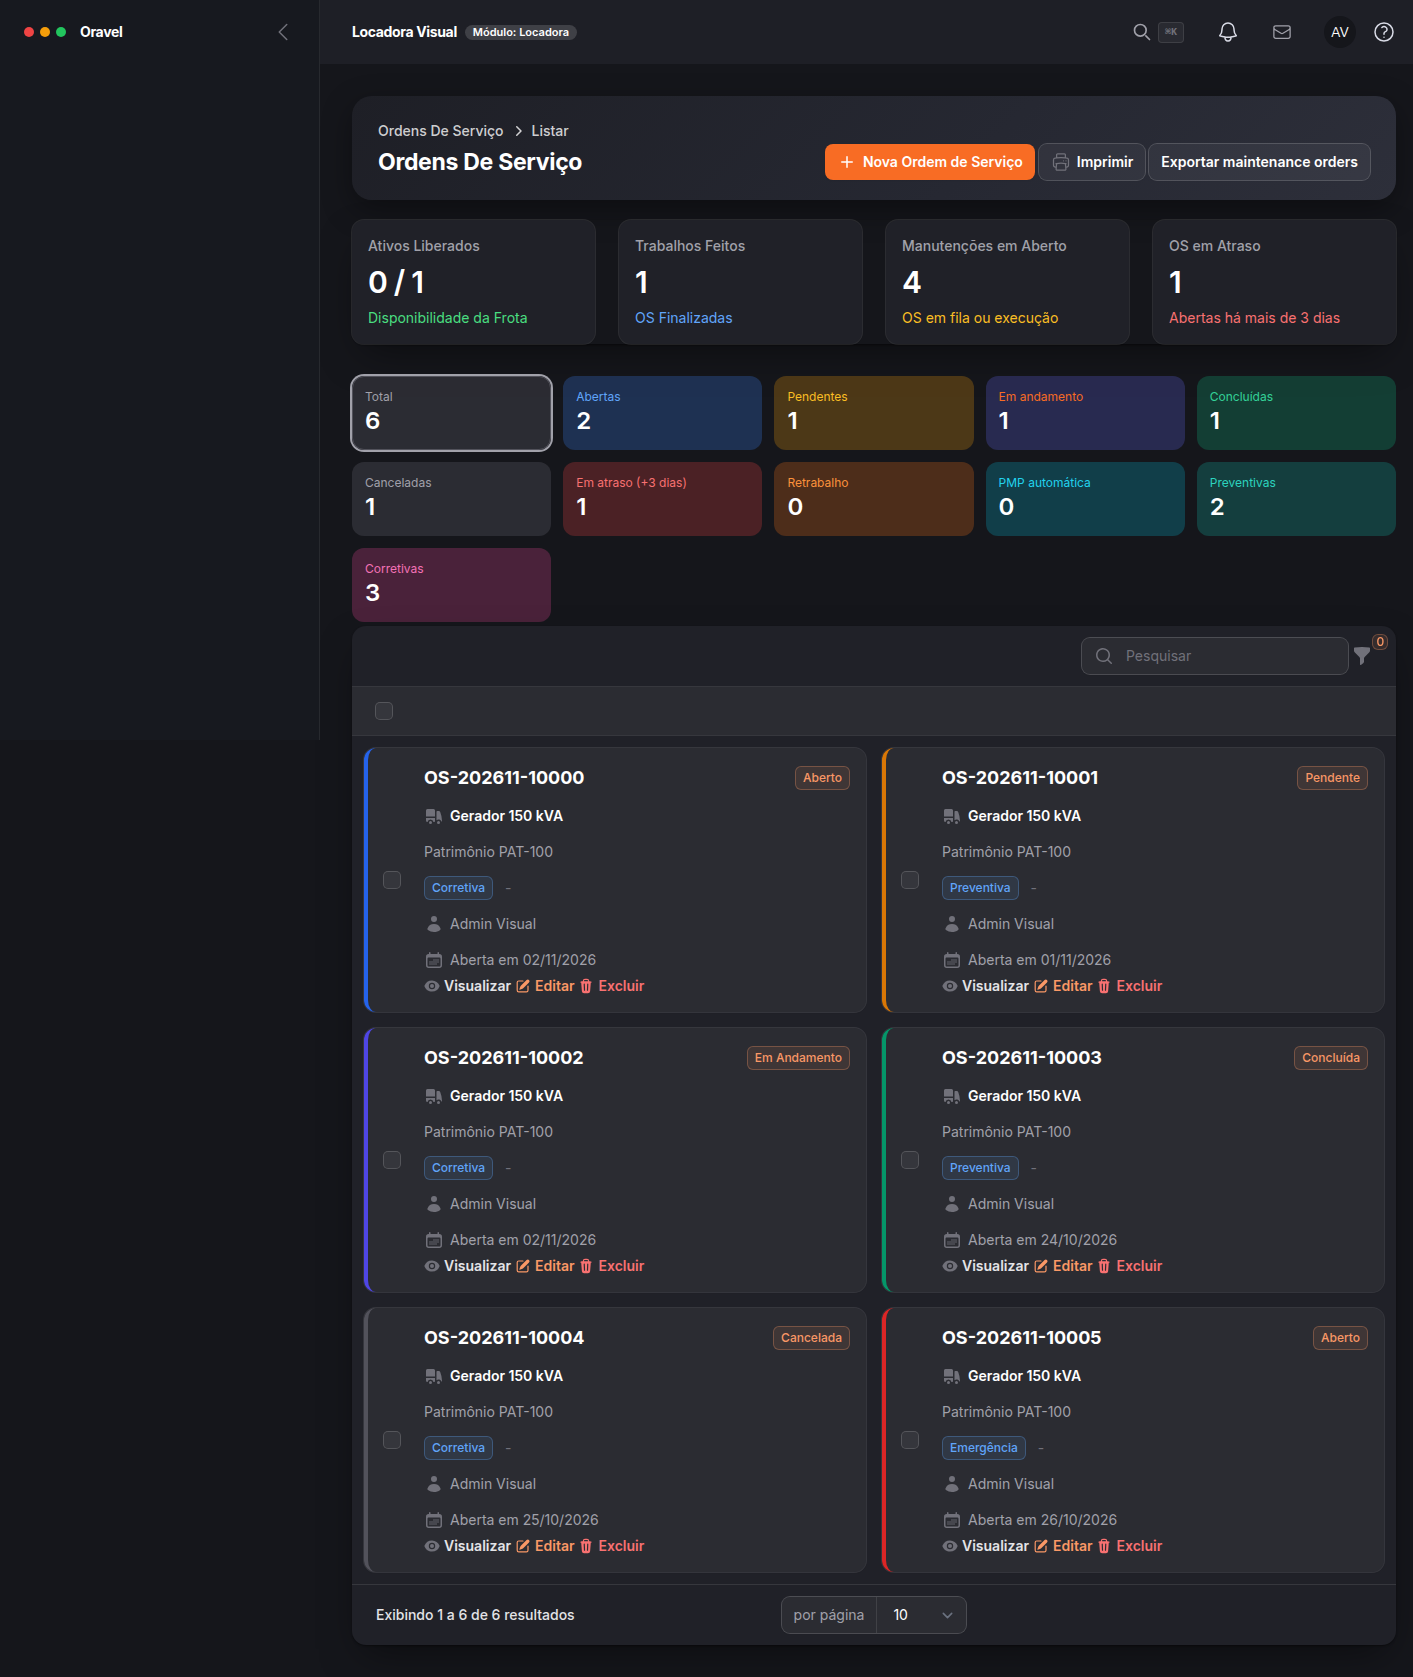 Oravel
Locadora Visual Módulo: Locadora ⌘K AV
Ordens De Serviço > Listar
Ordens De Serviço
Nova Ordem de Serviço Imprimir Exportar maintenance orders
Ativos Liberados Trabalhos Feitos Manutenções em Aberto OS em Atraso
0 / 1 1 4 1
Disponibilidade da Frota OS Finalizadas OS em fila ou execução Abertas há mais de 3 dias
Total Abertas Pendentes Em andamento Concluídas
6 2 1 1 1
Canceladas Em atraso (+3 dias) Retrabalho PMP automática Preventivas
1 1 0 0 2
Corretivas
3
Pesquisar 0
OS-202611-10000 Aberto
Gerador 150 kVA
Patrimônio PAT-100
Corretiva -
Admin Visual
Aberta em 02/11/2026
Visualizar Editar Excluir
OS-202611-10001 Pendente
Gerador 150 kVA
Patrimônio PAT-100
Preventiva -
Admin Visual
Aberta em 01/11/2026
Visualizar Editar Excluir
OS-202611-10002 Em Andamento
Gerador 150 kVA
Patrimônio PAT-100
Corretiva -
Admin Visual
Aberta em 02/11/2026
Visualizar Editar Excluir
OS-202611-10003 Concluída
Gerador 150 kVA
Patrimônio PAT-100
Preventiva -
Admin Visual
Aberta em 24/10/2026
Visualizar Editar Excluir
OS-202611-10004 Cancelada
Gerador 150 kVA
Patrimônio PAT-100
Corretiva -
Admin Visual
Aberta em 25/10/2026
Visualizar Editar Excluir
OS-202611-10005 Aberto
Gerador 150 kVA
Patrimônio PAT-100
Emergência -
Admin Visual
Aberta em 26/10/2026
Visualizar Editar Excluir
Exibindo 1 a 6 de 6 resultados por página 10